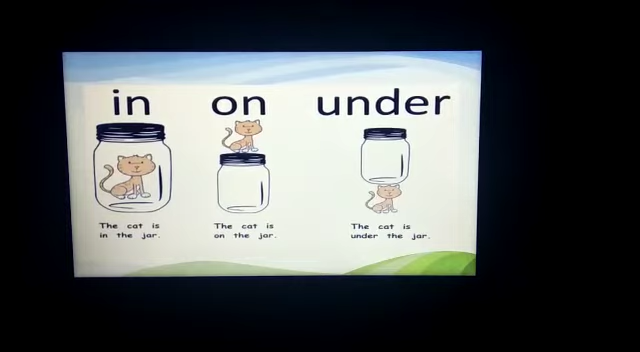 in on under
The cat is
in the jar.
The cat is
on the jar.
The cat is
under the jar.